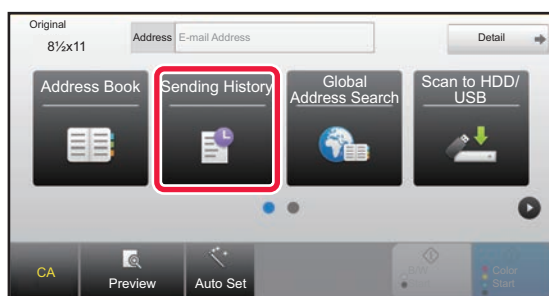 Original
8½x11
Address E-mail Address
Detail
Address Book
Sending History
Global
Address Search
Scan to HDD/
USB
CA
Preview
Auto Set
Color
Start